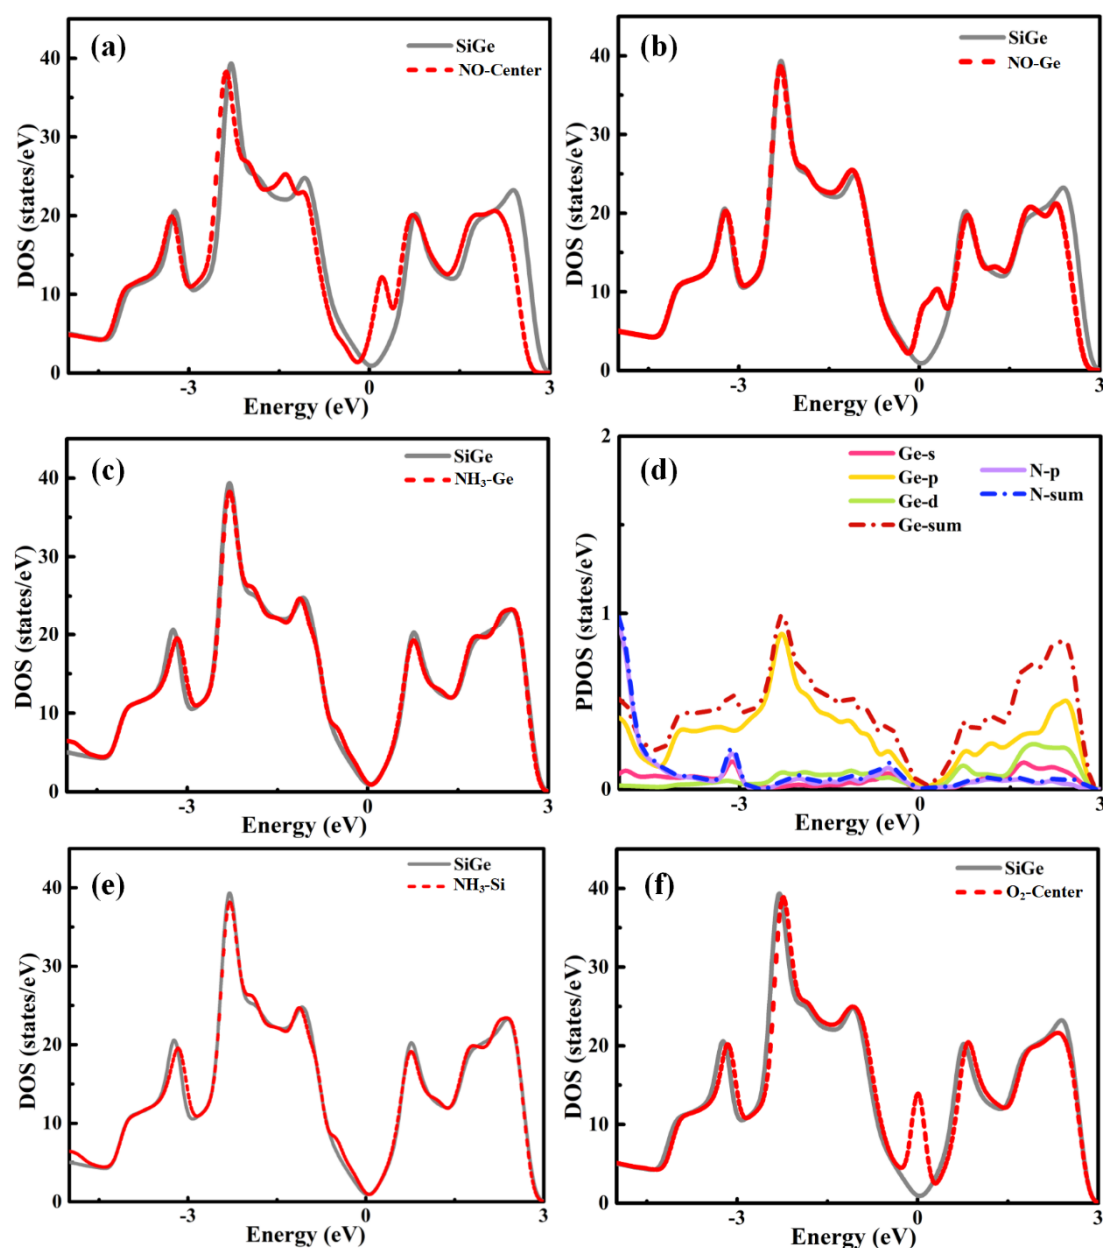 (a)
SiGe
NO-Center
40
30
20
10
0
-3
0
3
DOS (states/eV)
Energy (eV)
(b)
SiGe
NO-Ge
40
30
20
10
0
-3
0
3
DOS (states/eV)
Energy (eV)
(c)
SiGe
NH₃-Ge
40
30
20
10
0
-3
0
3
DOS (states/eV)
Energy (eV)
(d)
Ge-s
Ge-p
Ge-d
Ge-sum
N-p
N-sum
2
1
0
-3
0
3
PDOS (states/eV)
Energy (eV)
(e)
SiGe
NH₃-Si
40
30
20
10
0
-3
0
3
DOS (states/eV)
Energy (eV)
(f)
SiGe
O₂-Center
40
30
20
10
0
-3
0
3
DOS (states/eV)
Energy (eV)